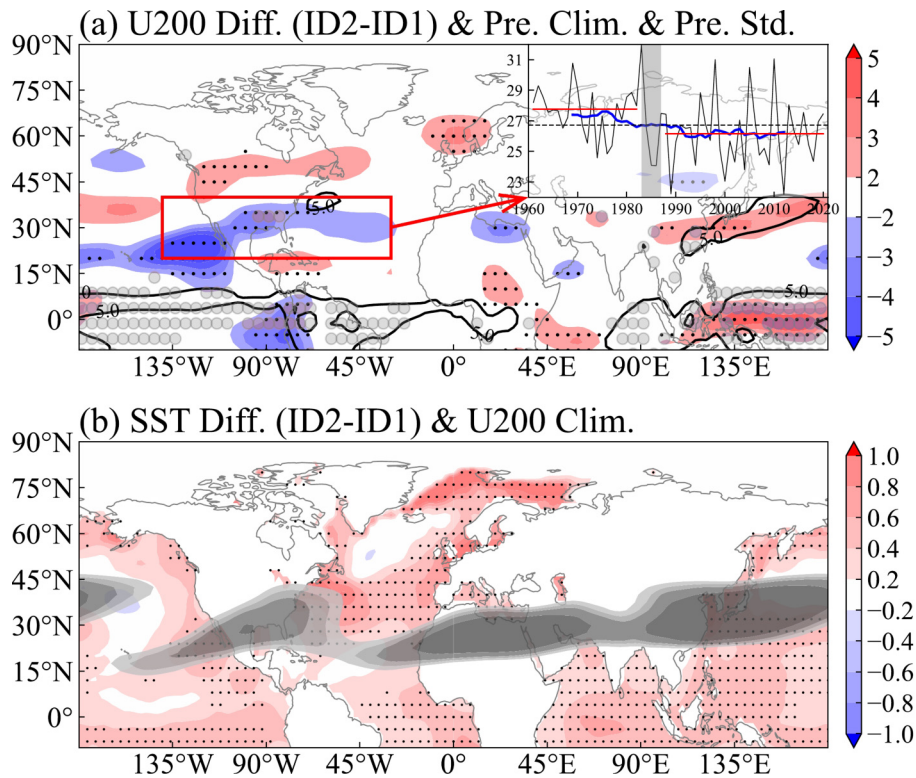 (a) U200 Diff. (ID2-ID1) & Pre. Clim. & Pre. Std.
90°N
75°N
60°N
45°N
30°N
15°N
0°
135°W 90°W 45°W 0°E 45°E 90°E 135°E
31
29
27
25
23
1960 1970 1980 1990 2000 2010 2020
5.0
5.0
5.0
.0
5.0
5.0
5
4
3
2
−2
−3
−4
−5
(b) SST Diff. (ID2-ID1) & U200 Clim.
90°N
75°N
60°N
45°N
30°N
15°N
0°
135°W 90°W 45°W 0°E 45°E 90°E 135°E
1.0
0.8
0.6
0.4
0.2
−0.2
−0.4
−0.6
−0.8
−1.0